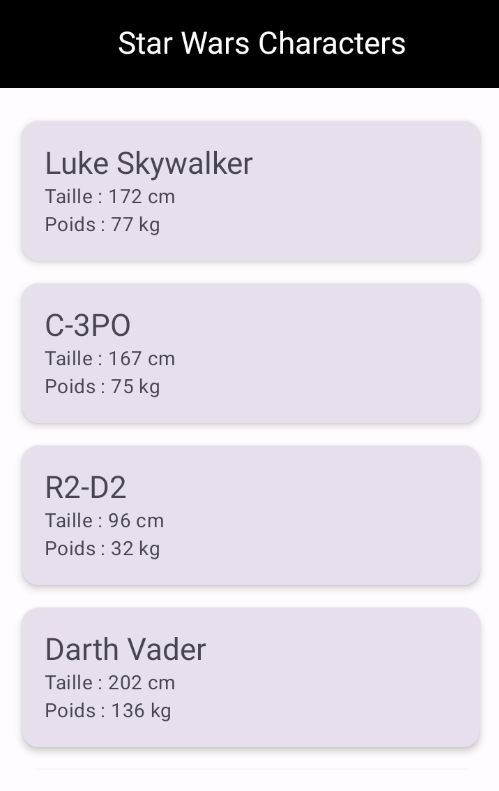 Star Wars Characters
Luke Skywalker
Taille : 172 cm
Poids : 77 kg
C-3PO
Taille : 167 cm
Poids : 75 kg
R2-D2
Taille : 96 cm
Poids : 32 kg
Darth Vader
Taille : 202 cm
Poids : 136 kg